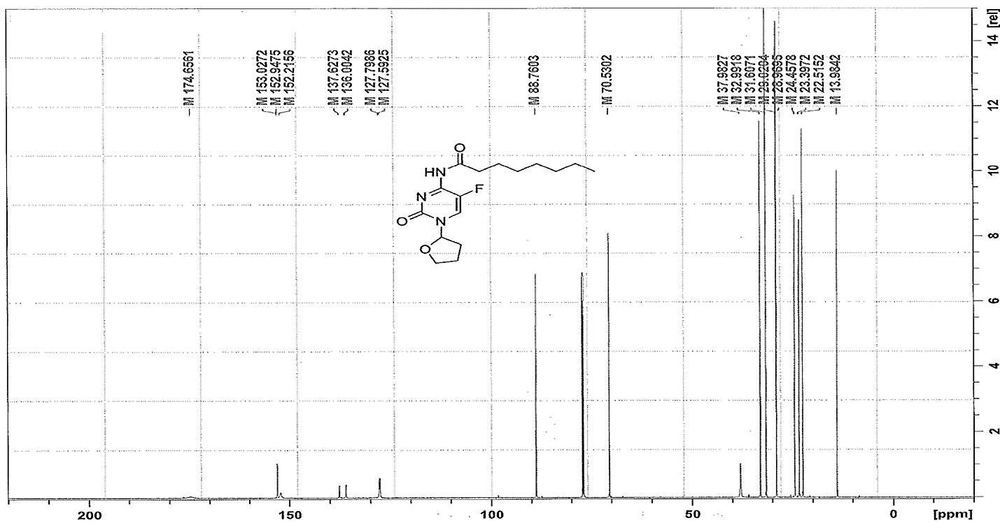 [rel]
14
12
10
8
6
4
2
M 174.6561
M 153.0272
M 152.9475
M 152.2156
M 137.6273
M 136.0042
M 127.7986
M 127.5925
M 88.7603
M 70.5302
M 37.9827
M 32.9918
M 31.6071
M 29.0204
M 28.9695
M 24.4578
M 23.3972
M 22.5152
M 13.9842
O
HN
F
N
O
N
O
200
150
100
50
0
[ppm]